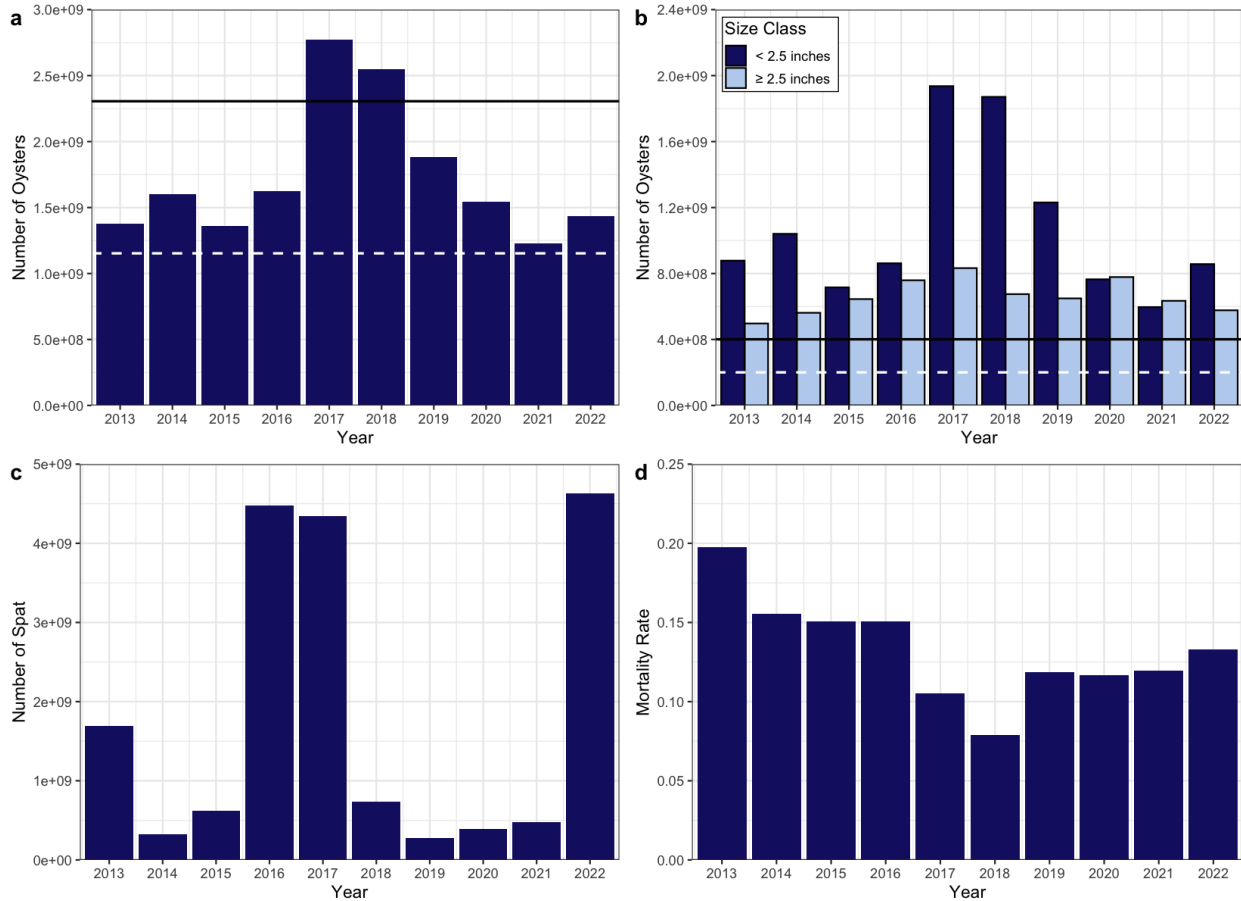 a
3.0e+09
2.5e+09
2.0e+09
1.5e+09
1.0e+09
5.0e+08
0.0e+00
Number of Oysters
2013 2014 2015 2016 2017 2018 2019 2020 2021 2022
Year
b
2.4e+09
2.0e+09
1.6e+09
1.2e+09
8.0e+08
4.0e+08
0.0e+00
Number of Oysters
Size Class
< 2.5 inches
≥ 2.5 inches
2013 2014 2015 2016 2017 2018 2019 2020 2021 2022
Year
c
5e+09
4e+09
3e+09
2e+09
1e+09
0e+00
Number of Spat
2013 2014 2015 2016 2017 2018 2019 2020 2021 2022
Year
d
0.25
0.20
0.15
0.10
0.05
0.00
Mortality Rate
2013 2014 2015 2016 2017 2018 2019 2020 2021 2022
Year